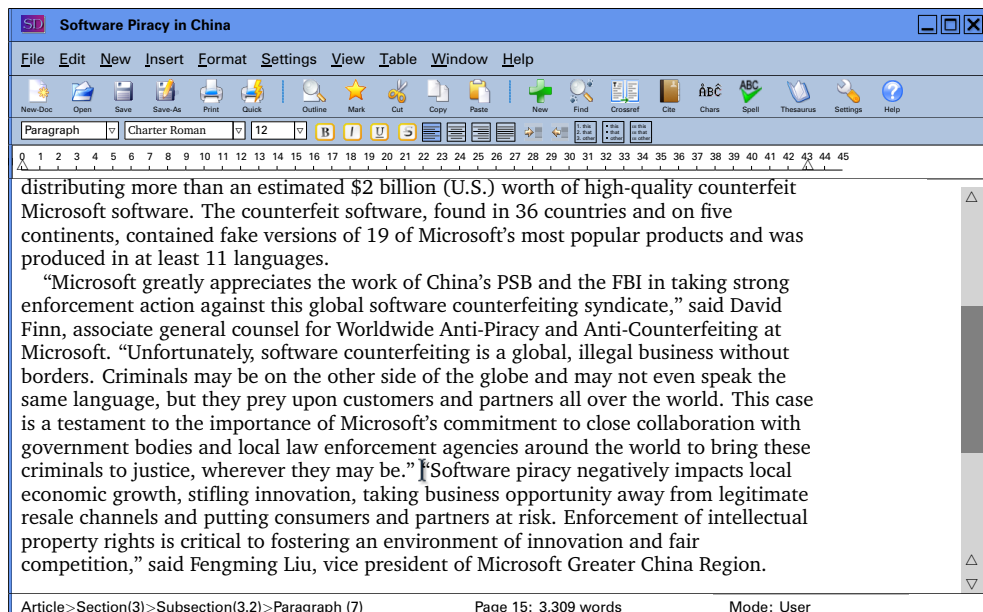 SD Software Piracy in China
File Edit New Insert Format Settings View Table Window Help
New-Doc Open Save Save-As Print Quick Outline Mark Cut Copy Paste New Find Crossref Cite Chars Spell Thesaurus Settings Help
ÂBĈ ABC
Paragraph Charter Roman 12 B I U S
0 1 2 3 4 5 6 7 8 9 10 11 12 13 14 15 16 17 18 19 20 21 22 23 24 25 26 27 28 29 30 31 32 33 34 35 36 37 38 39 40 41 42 43 44 45
distributing more than an estimated $2 billion (U.S.) worth of high-quality counterfeit
Microsoft software. The counterfeit software, found in 36 countries and on five
continents, contained fake versions of 19 of Microsoft’s most popular products and was
produced in at least 11 languages.
“Microsoft greatly appreciates the work of China’s PSB and the FBI in taking strong
enforcement action against this global software counterfeiting syndicate,” said David
Finn, associate general counsel for Worldwide Anti-Piracy and Anti-Counterfeiting at
Microsoft. “Unfortunately, software counterfeiting is a global, illegal business without
borders. Criminals may be on the other side of the globe and may not even speak the
same language, but they prey upon customers and partners all over the world. This case
is a testament to the importance of Microsoft’s commitment to close collaboration with
government bodies and local law enforcement agencies around the world to bring these
criminals to justice, wherever they may be.” “Software piracy negatively impacts local
economic growth, stifling innovation, taking business opportunity away from legitimate
resale channels and putting consumers and partners at risk. Enforcement of intellectual
property rights is critical to fostering an environment of innovation and fair
competition,” said Fengming Liu, vice president of Microsoft Greater China Region.
Article>Section(3)>Subsection(3.2)>Paragraph (7) Page 15: 3,309 words Mode: User